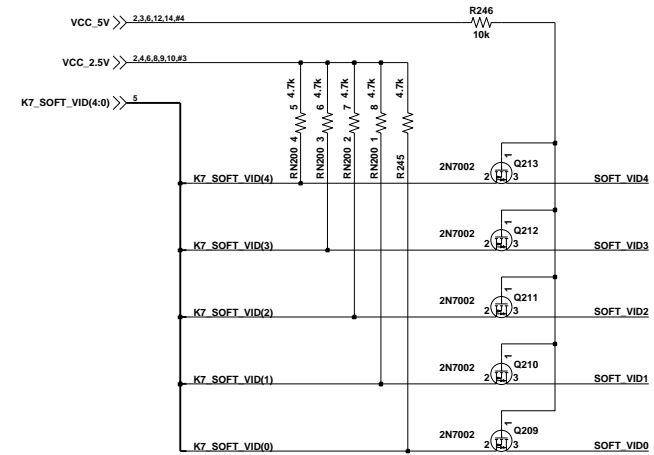 R246
VCC_5V 2,3,6,12,14,#4
10k
VCC_2.5V 2,4,6,8,9,10,#3
K7_SOFT_VID(4:0) 5
RN200 4 5 4.7k
RN200 3 6 4.7k
RN200 2 7 4.7k
RN200 1 8 4.7k
R245 4.7k
K7_SOFT_VID(4) 2N7002 2 1 3 Q213 SOFT_VID4
K7_SOFT_VID(3) 2N7002 2 1 3 Q212 SOFT_VID3
K7_SOFT_VID(2) 2N7002 2 1 3 Q211 SOFT_VID2
K7_SOFT_VID(1) 2N7002 2 1 3 Q210 SOFT_VID1
K7_SOFT_VID(0) 2N7002 2 1 3 Q209 SOFT_VID0